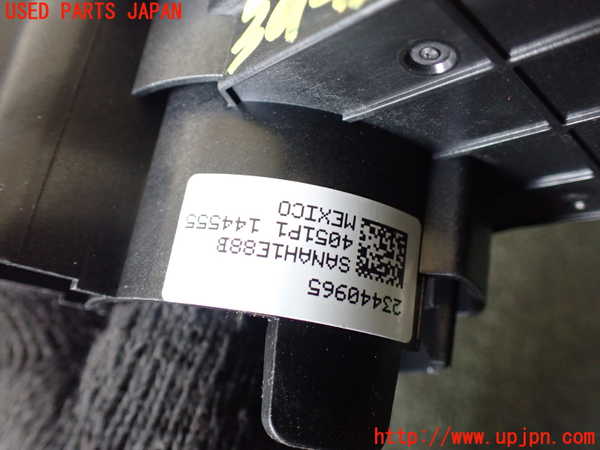 USED PARTS JAPAN
23440965
SANAH1E88B
4051P1 144555
MEXICO
http://www.upjpn.com/